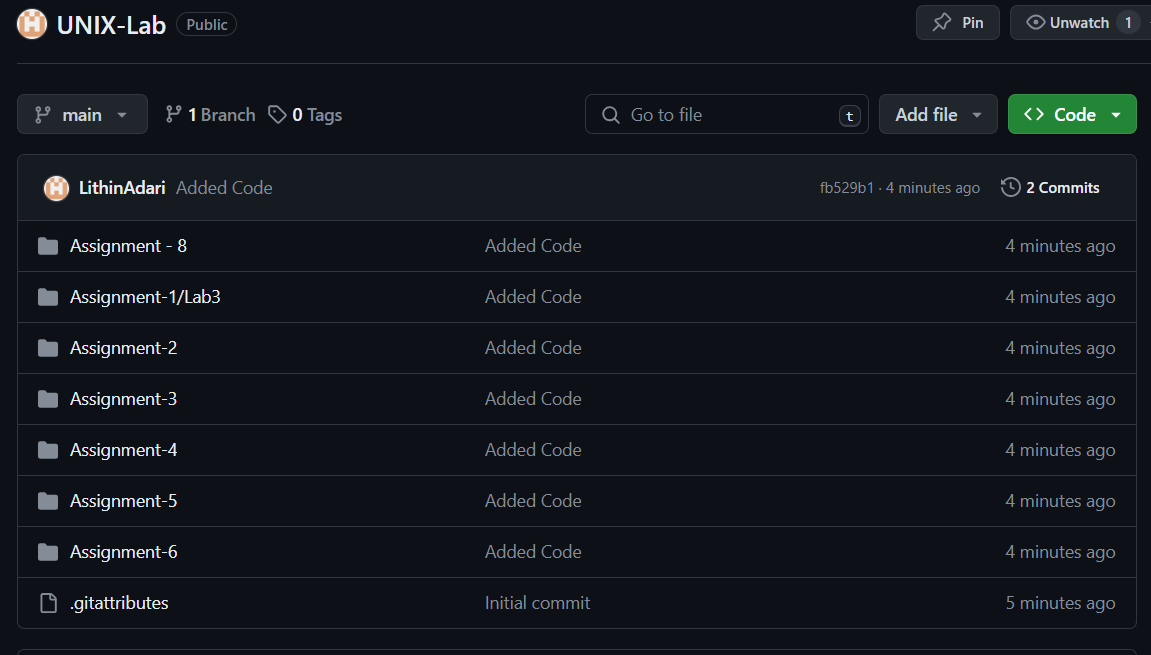 UNIX-Lab Public Pin Unwatch 1
main 1 Branch 0 Tags Go to file t Add file Code
LithinAdari Added Code fb529b1 · 4 minutes ago 2 Commits
Assignment - 8 Added Code 4 minutes ago
Assignment-1/Lab3 Added Code 4 minutes ago
Assignment-2 Added Code 4 minutes ago
Assignment-3 Added Code 4 minutes ago
Assignment-4 Added Code 4 minutes ago
Assignment-5 Added Code 4 minutes ago
Assignment-6 Added Code 4 minutes ago
.gitattributes Initial commit 5 minutes ago